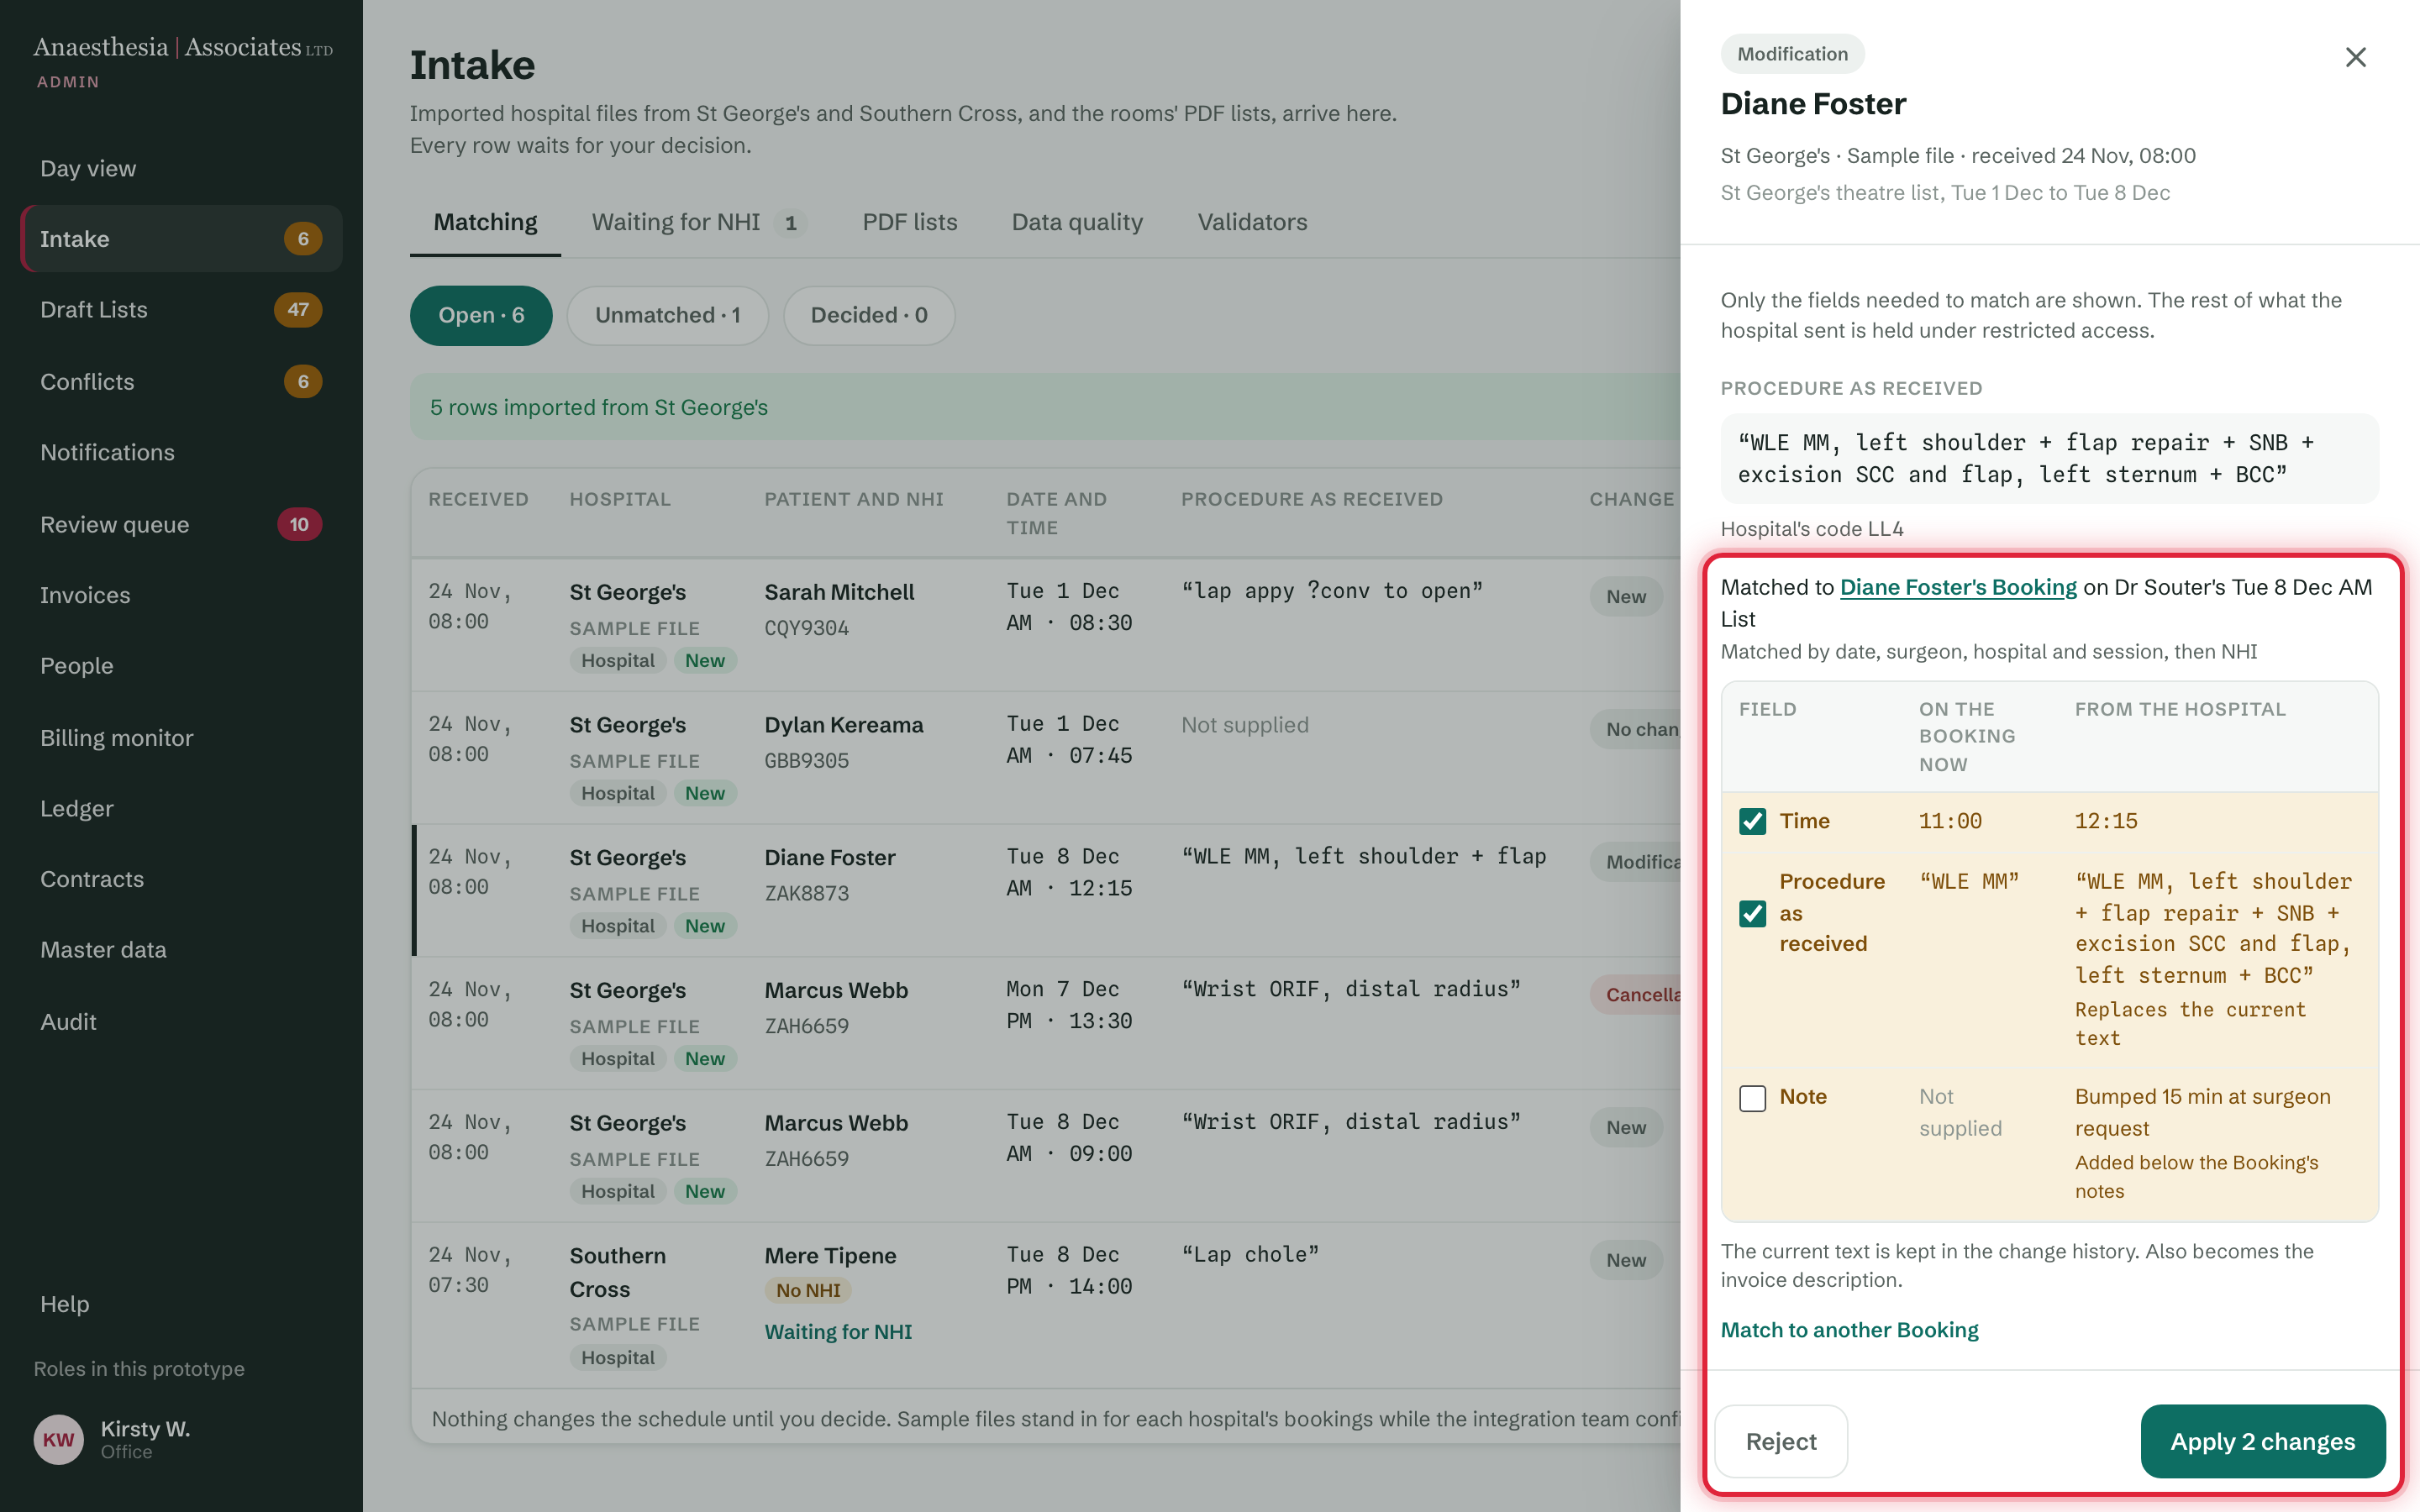 Anaesthesia | Associates LTD
ADMIN
Day view
Intake 6
Draft Lists 47
Conflicts 6
Notifications
Review queue 10
Invoices
People
Billing monitor
Ledger
Contracts
Master data
Audit
Help
Roles in this prototype
KW
Kirsty W.
Office
Intake
Imported hospital files from St George's and Southern Cross, and the rooms' PDF lists, arrive here.
Every row waits for your decision.
Matching
Waiting for NHI 1
PDF lists
Data quality
Validators
Open · 6
Unmatched · 1
Decided · 0
5 rows imported from St George's
RECEIVED
HOSPITAL
PATIENT AND NHI
DATE AND
TIME
PROCEDURE AS RECEIVED
CHANGE
24 Nov,
08:00
St George's
SAMPLE FILE
Hospital New
Sarah Mitchell
CQY9304
Tue 1 Dec
AM · 08:30
“lap appy ?conv to open”
New
24 Nov,
08:00
St George's
SAMPLE FILE
Hospital New
Dylan Kereama
GBB9305
Tue 1 Dec
AM · 07:45
Not supplied
No chan
24 Nov,
08:00
St George's
SAMPLE FILE
Hospital New
Diane Foster
ZAK8873
Tue 8 Dec
AM · 12:15
“WLE MM, left shoulder + flap
Modifica
24 Nov,
08:00
St George's
SAMPLE FILE
Hospital New
Marcus Webb
ZAH6659
Mon 7 Dec
PM · 13:30
“Wrist ORIF, distal radius”
Cancella
24 Nov,
08:00
St George's
SAMPLE FILE
Hospital New
Marcus Webb
ZAH6659
Tue 8 Dec
AM · 09:00
“Wrist ORIF, distal radius”
New
24 Nov,
07:30
Southern
Cross
SAMPLE FILE
Hospital
Mere Tipene
No NHI
Waiting for NHI
Tue 8 Dec
PM · 14:00
“Lap chole”
New
Nothing changes the schedule until you decide. Sample files stand in for each hospital's bookings while the integration team confi
Modification
Diane Foster
St George's · Sample file · received 24 Nov, 08:00
St George's theatre list, Tue 1 Dec to Tue 8 Dec
Only the fields needed to match are shown. The rest of what the
hospital sent is held under restricted access.
PROCEDURE AS RECEIVED
“WLE MM, left shoulder + flap repair + SNB +
excision SCC and flap, left sternum + BCC”
Hospital's code LL4
Matched to Diane Foster's Booking on Dr Souter's Tue 8 Dec AM
List
Matched by date, surgeon, hospital and session, then NHI
FIELD
ON THE
BOOKING
NOW
FROM THE HOSPITAL
Time
11:00
12:15
Procedure
as
received
“WLE MM”
“WLE MM, left shoulder
+ flap repair + SNB +
excision SCC and flap,
left sternum + BCC”
Replaces the current
text
Note
Not
supplied
Bumped 15 min at surgeon
request
Added below the Booking's
notes
The current text is kept in the change history. Also becomes the
invoice description.
Match to another Booking
Reject
Apply 2 changes